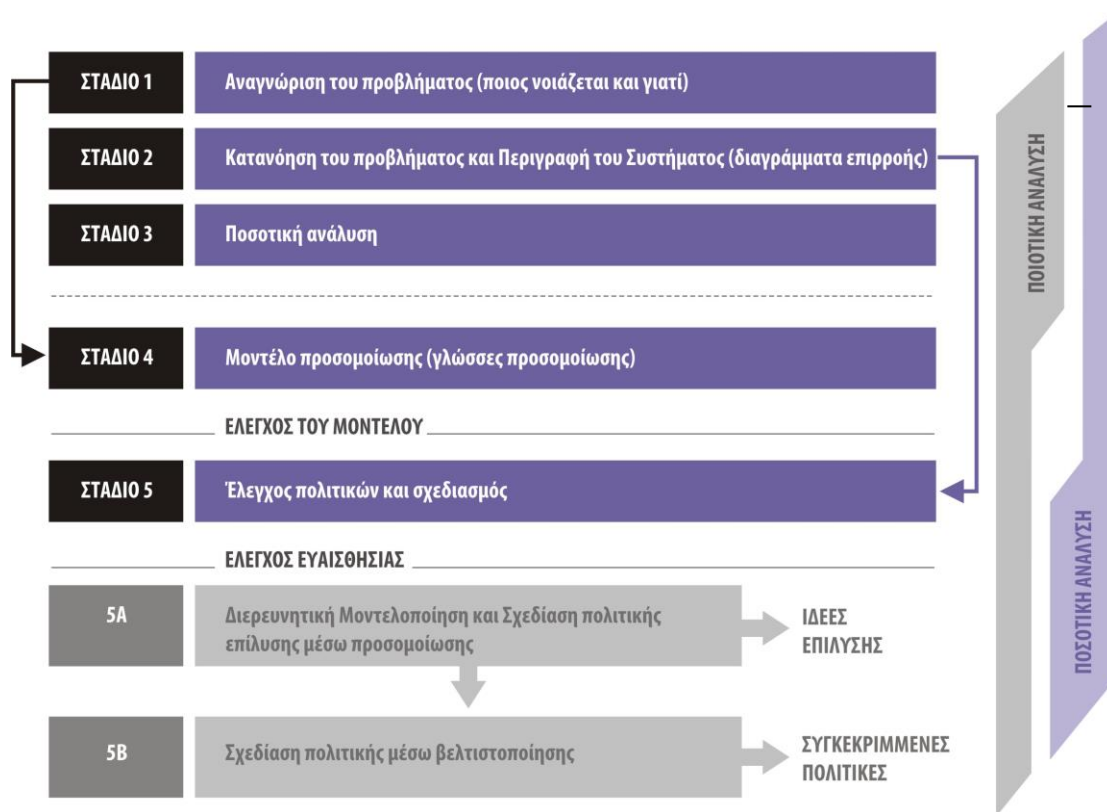 ΣΤΑΔΙΟ 1 Αναγνώριση του προβλήματος (ποιος νοιάζεται και γιατί)
ΣΤΑΔΙΟ 2 Κατανόηση του προβλήματος και Περιγραφή του Συστήματος (διαγράμματα επιρροής)
ΣΤΑΔΙΟ 3 Ποσοτική ανάλυση
ΣΤΑΔΙΟ 4 Μοντέλο προσομοίωσης (γλώσσες προσομοίωσης)
ΕΛΕΓΧΟΣ ΤΟΥ ΜΟΝΤΕΛΟΥ
ΣΤΑΔΙΟ 5 Έλεγχος πολιτικών και σχεδιασμός
ΕΛΕΓΧΟΣ ΕΥΑΙΣΘΗΣΙΑΣ
5Α Διερευνητική Μοντελοποίηση και Σχεδίαση πολιτικής
επίλυσης μέσω προσομοίωσης
ΙΔΕΕΣ
ΕΠΙΛΥΣΗΣ
5Β Σχεδίαση πολιτικής μέσω βελτιστοποίησης
ΣΥΓΚΕΚΡΙΜΜΕΝΕΣ
ΠΟΛΙΤΙΚΕΣ
ΠΟΙΟΤΙΚΗ ΑΝΑΛΥΣΗ
ΠΟΣΟΤΙΚΗ ΑΝΑΛΥΣΗ